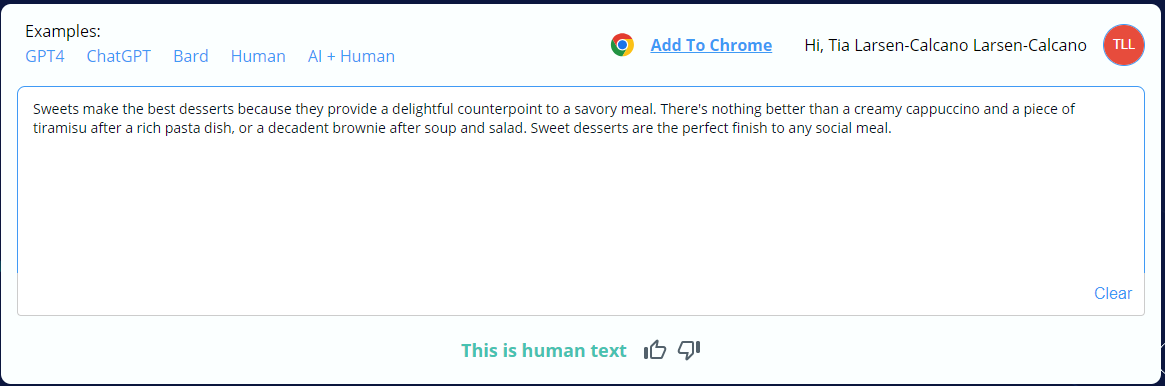 Examples:
GPT4 ChatGPT Bard Human AI + Human
Add To Chrome
Hi, Tia Larsen-Calcano Larsen-Calcano
TLL
Sweets make the best desserts because they provide a delightful counterpoint to a savory meal. There's nothing better than a creamy cappuccino and a piece of
tiramisu after a rich pasta dish, or a decadent brownie after soup and salad. Sweet desserts are the perfect finish to any social meal.
Clear
This is human text